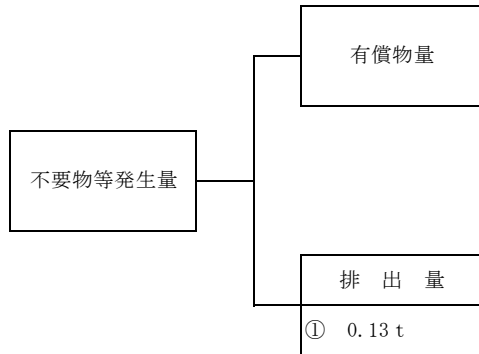 有償物量
不要物等発生量
排 出 量
① 0.13 t